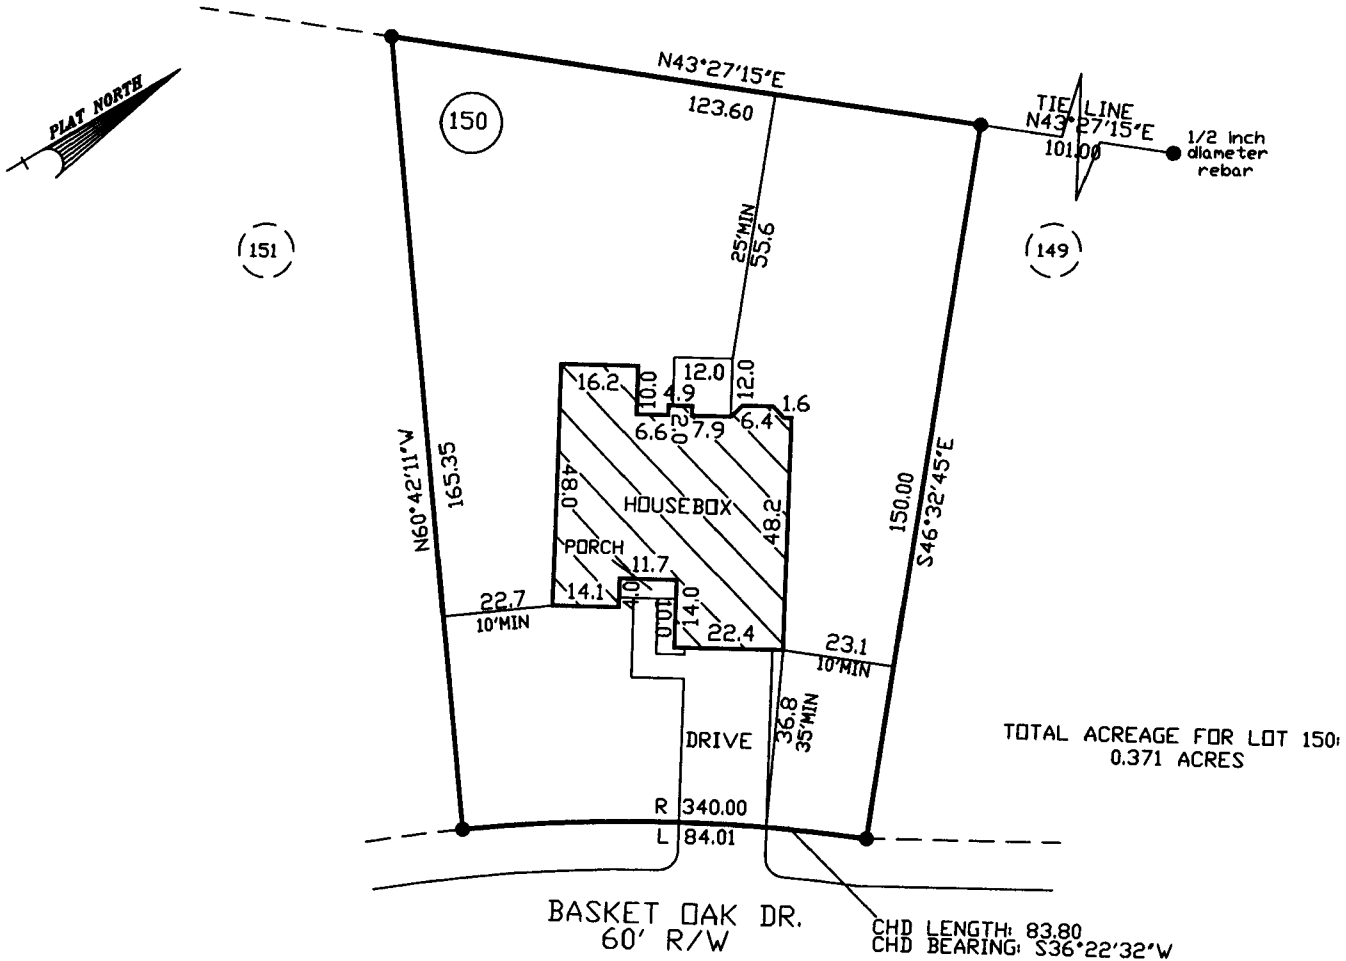 N43°27'15"E
123.60
PLAT NORTH
150
TIE LINE
N43°27'15"E
101.00
1/2 inch
diameter
rebar
151
149
25'MIN
55.6
12.0
12.0
16.2
10.0
4.9
1.6
6.6
2.0
7.9
6.4
N60°42'11"W
165.35
48.0
HOUSEBOX
48.2
150.00
S46°32'45"E
PORCH
11.7
14.1
4.0
10.0
14.0
22.4
22.7
10'MIN
23.1
10'MIN
36.8
35'MIN
DRIVE
TOTAL ACREAGE FOR LOT 150:
0.371 ACRES
R 340.00
L 84.01
BASKET OAK DR.
60' R/W
CHD LENGTH: 83.80
CHD BEARING: S36°22'32"W